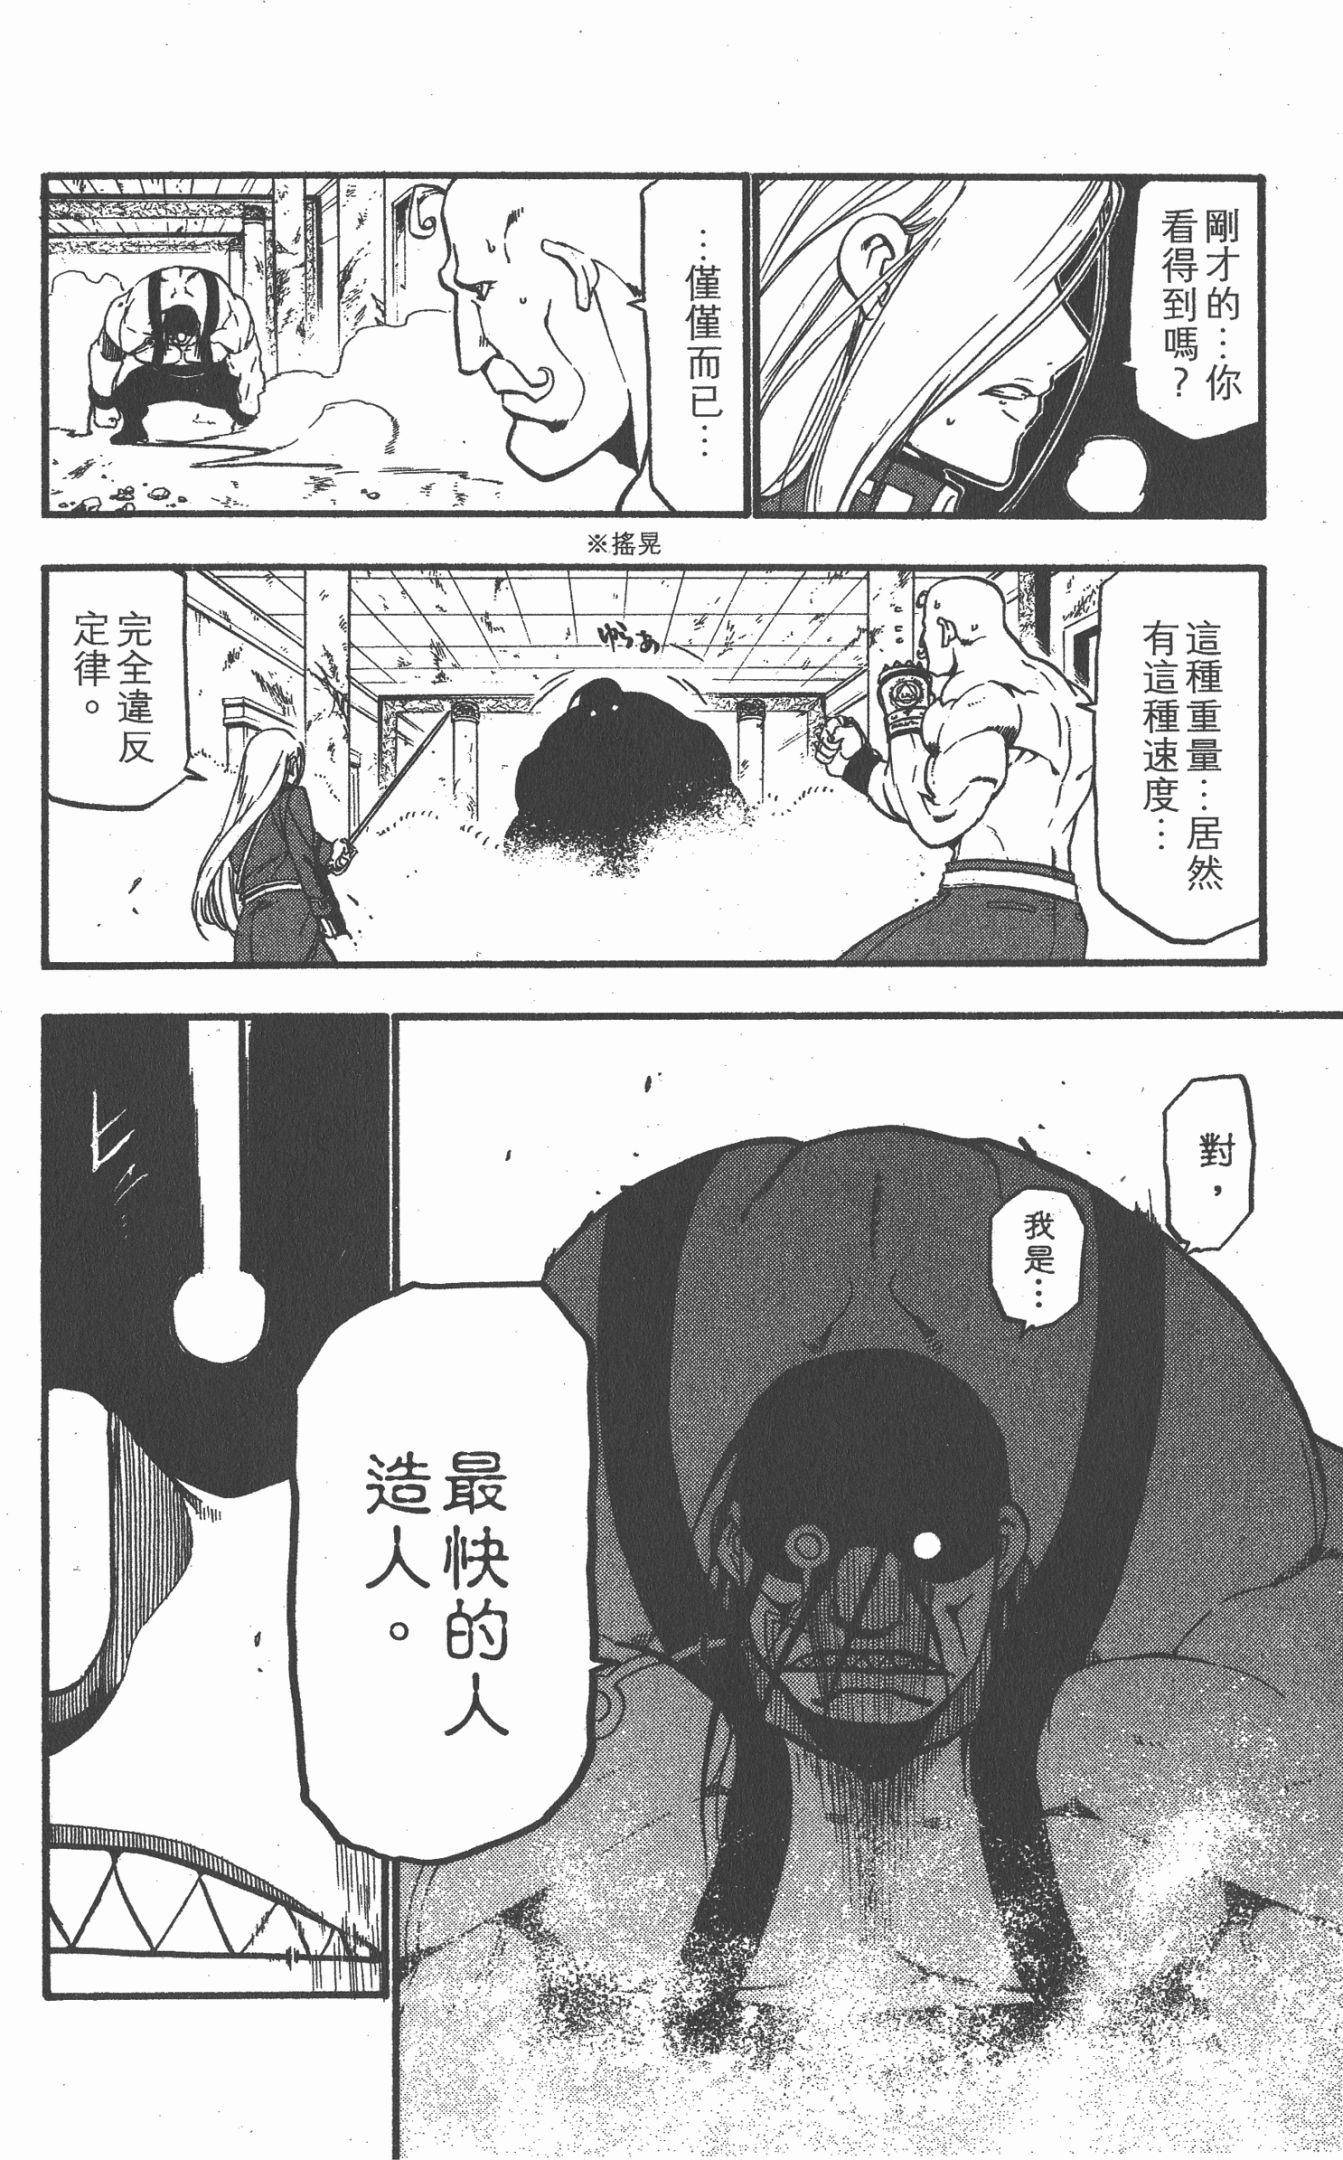 剛才的…你
看得到嗎？
…僅僅而已…
※搖晃
這種重量…居然
有這種速度…
ゆらぁ
完全違反
定律。
對，
我是…
最快的人
造人。